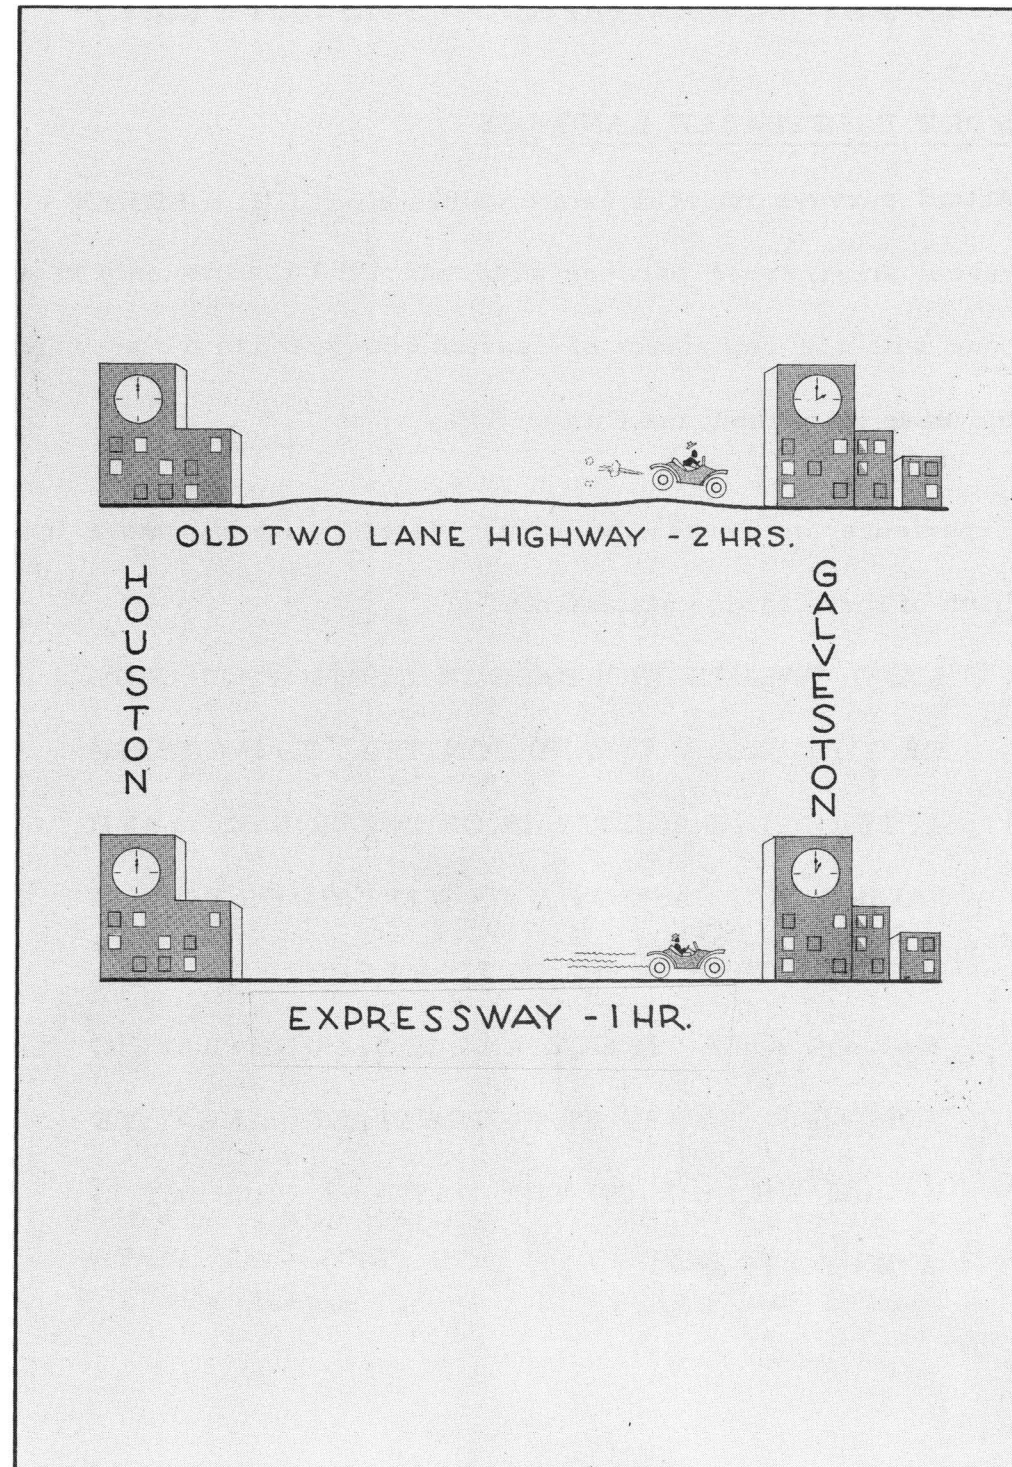 OLD TWO LANE HIGHWAY - 2 HRS.
HOUSTON
GALVESTON
EXPRESSWAY - 1 HR.